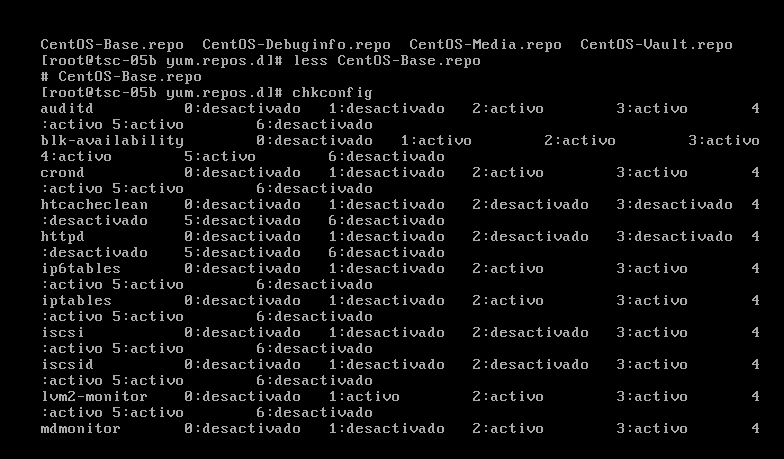 CentOS-Base.repo  CentOS-Debuginfo.repo  CentOS-Media.repo  CentOS-Vault.repo
[root@tsc-05b yum.repos.d]# less CentOS-Base.repo
# CentOS-Base.repo
[root@tsc-05b yum.repos.d]# chkconfig
auditd          0:desactivado   1:desactivado   2:activo        3:activo        4
:activo 5:activo        6:desactivado
blk-availability        0:desactivado   1:activo        2:activo        3:activo
4:activo        5:activo        6:desactivado
crond           0:desactivado   1:desactivado   2:activo        3:activo        4
:activo 5:activo        6:desactivado
htcacheclean    0:desactivado   1:desactivado   2:desactivado   3:desactivado  4
:desactivado    5:desactivado   6:desactivado
httpd           0:desactivado   1:desactivado   2:desactivado   3:desactivado  4
:desactivado    5:desactivado   6:desactivado
ip6tables       0:desactivado   1:desactivado   2:activo        3:activo        4
:activo 5:activo        6:desactivado
iptables        0:desactivado   1:desactivado   2:activo        3:activo        4
:activo 5:activo        6:desactivado
iscsi           0:desactivado   1:desactivado   2:desactivado   3:activo        4
:activo 5:activo        6:desactivado
iscsid          0:desactivado   1:desactivado   2:desactivado   3:activo        4
:activo 5:activo        6:desactivado
lvm2-monitor    0:desactivado   1:activo        2:activo        3:activo        4
:activo 5:activo        6:desactivado
mdmonitor       0:desactivado   1:desactivado   2:activo        3:activo        4